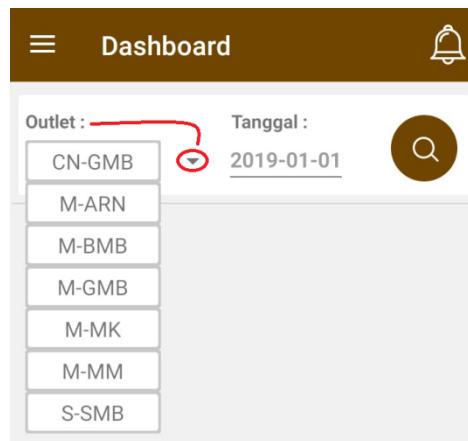 Dashboard
Outlet :
Tanggal :
CN-GMB
2019-01-01
M-ARN
M-BMB
M-GMB
M-MK
M-MM
S-SMB